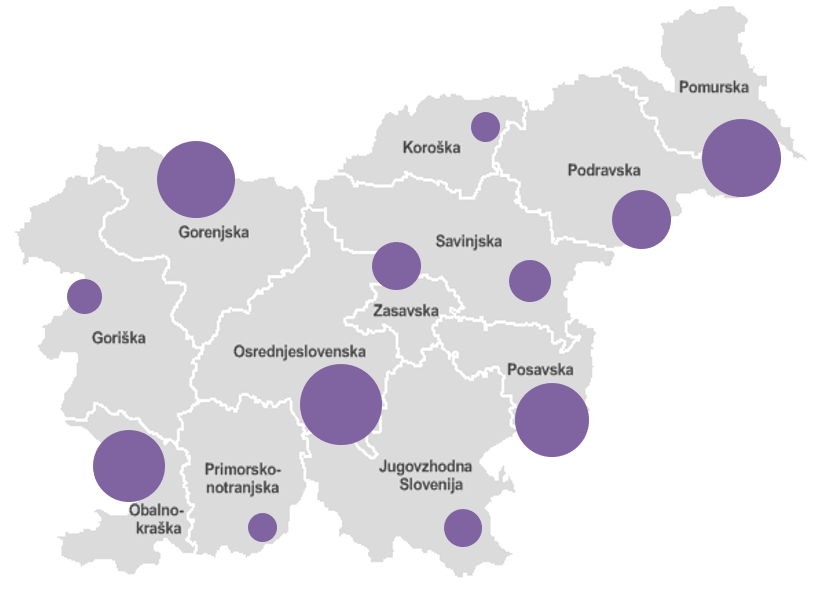 Pomurska
Koroška
Podravska
Gorenjska
Savinjska
Zasavska
Goriška
Osrednjeslovenska
Posavska
Primorsko-
notranjska
Jugovzhodna
Slovenija
Obalno-
kraška